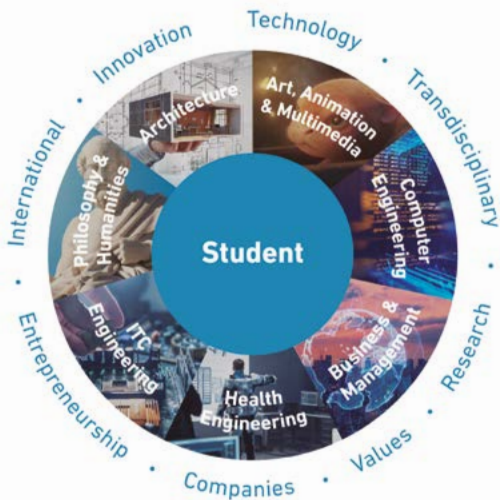 Technology
Transdisciplinary
Research
Values
Companies
Entrepreneurship
International
Innovation
Art, Animation
& Multimedia
Computer
Engineering
Business &
Management
Health
Engineering
ITC
Engineering
Philosophy &
Humanities
Architecture
Student